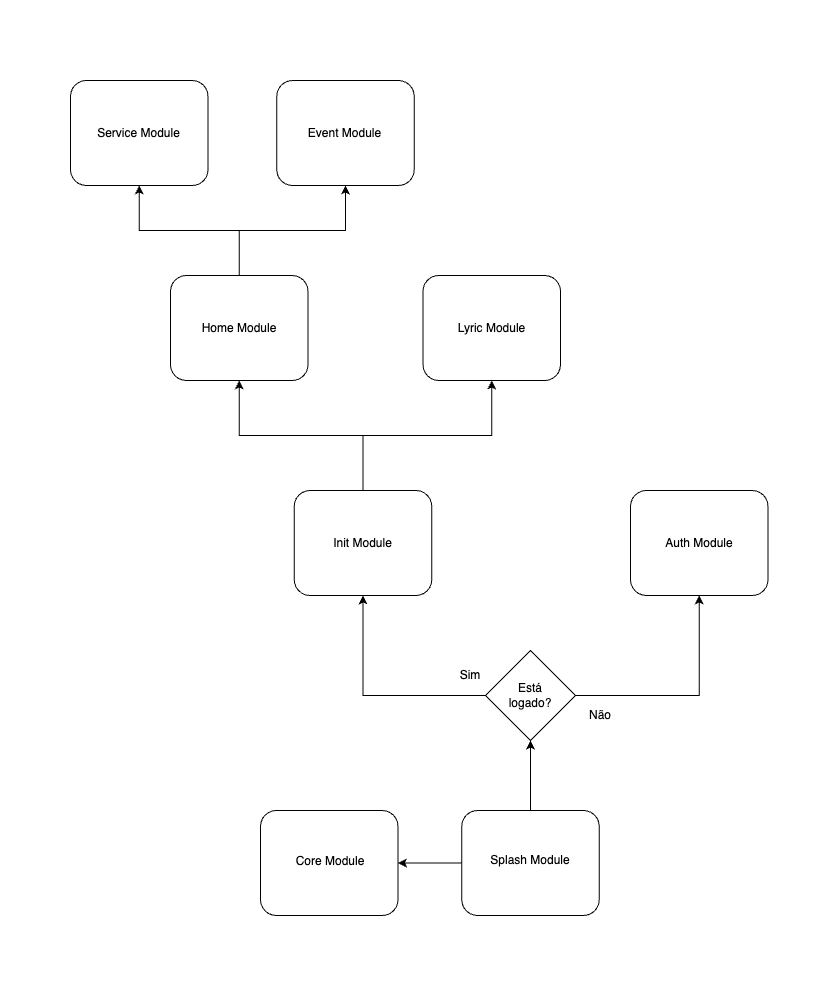 Service Module
Event Module
Home Module
Lyric Module
Init Module
Auth Module
Sim
Está
logado?
Não
Core Module
Splash Module